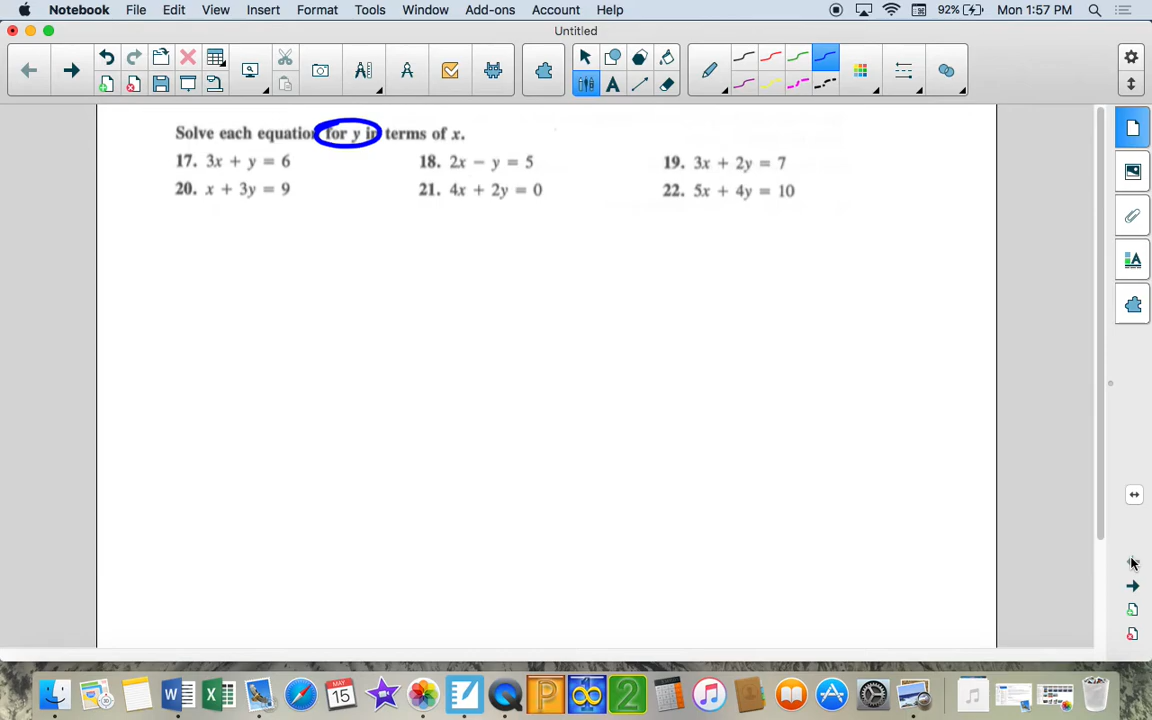 Notebook File Edit View Insert Format Tools Window Add-ons Account Help 92% Mon 1:57 PM
Untitled
Solve each equation for y in terms of x.
17. 3x + y = 6 18. 2x − y = 5 19. 3x + 2y = 7
20. x + 3y = 9 21. 4x + 2y = 0 22. 5x + 4y = 10
MAY
15
2